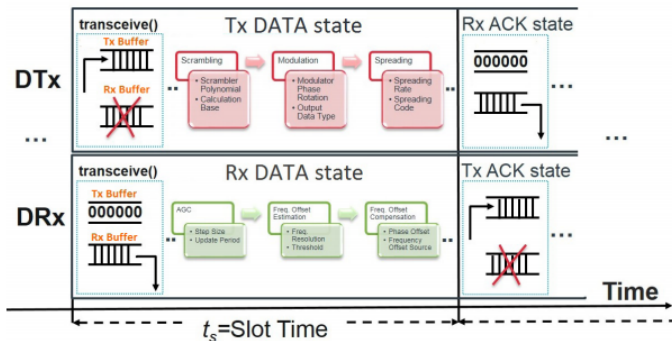 Tx DATA state
Rx ACK state
DTx
transceive()
Tx Buffer
Rx Buffer
..
Scrambling
• Scrambler Polynomial
• Calculation Base
Modulation
• Modulator Phase Rotation
• Output Data Type
Spreading
• Spreading Rate
• Spreading Code
..
000000
...
...
...
Rx DATA state
Tx ACK state
DRx
transceive()
Tx Buffer
000000
Rx Buffer
..
AGC
• Step Size
• Update Period
Freq. Offset Estimation
• Freq. Resolution
• Threshold
Freq. Offset Compensation
• Phase Offset
• Frequency Offset Source
..
...
Time
tₛ=Slot Time